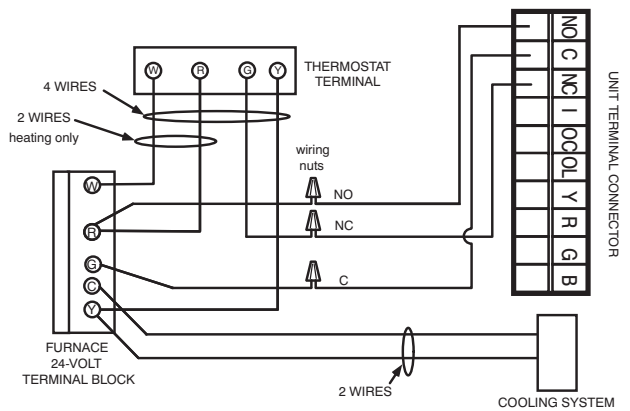 THERMOSTAT
TERMINAL
W R G Y
4 WIRES
2 WIRES
heating only
wiring
nuts
NO
NC
C
W
R
G
C
Y
FURNACE
24-VOLT
TERMINAL BLOCK
2 WIRES
COOLING SYSTEM
NO
C
NC
I
OC
OL
Y
R
G
B
UNIT TERMINAL CONNECTOR